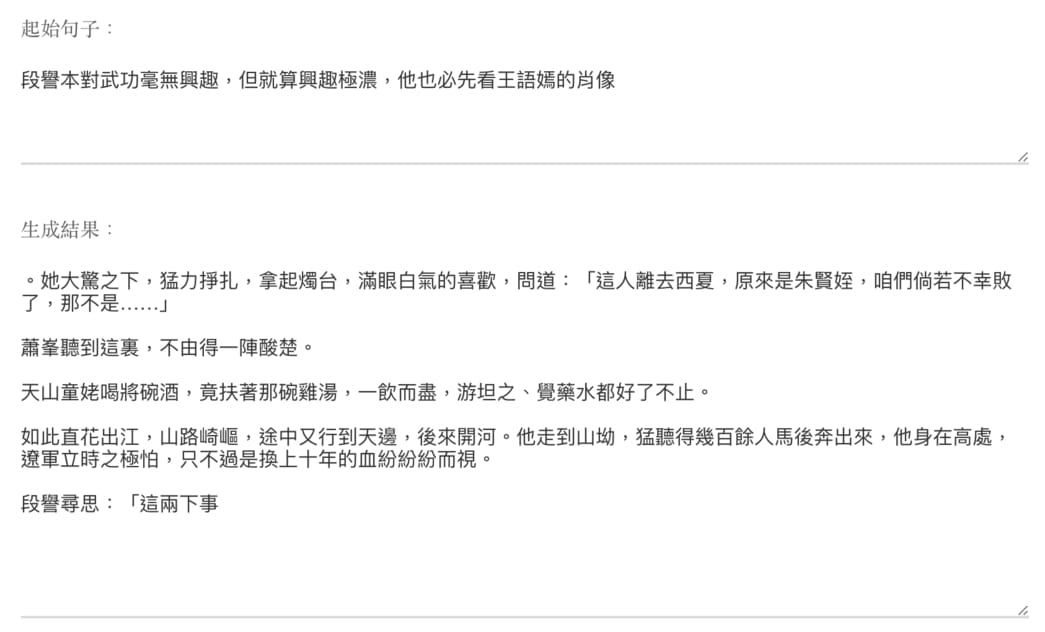 起始句子：
段譽本對武功毫無興趣，但就算興趣極濃，他也必先看王語嫣的肖像
生成結果：
。她大驚之下，猛力掙扎，拿起燭台，滿眼白氣的喜歡，問道：「這人離去西夏，原來是朱賢姪，咱們倘若不幸敗
了，那不是……」
蕭峯聽到這裏，不由得一陣酸楚。
天山童姥喝將碗酒，竟扶著那碗雞湯，一飲而盡，游坦之、覺藥水都好了不止。
如此直花出江，山路崎嶇，途中又行到天邊，後來開河。他走到山坳，猛聽得幾百餘人馬後奔出來，他身在高處，
遼軍立時之極怕，只不過是換上十年的血紛紛紛而視。
段譽尋思：「這兩下事